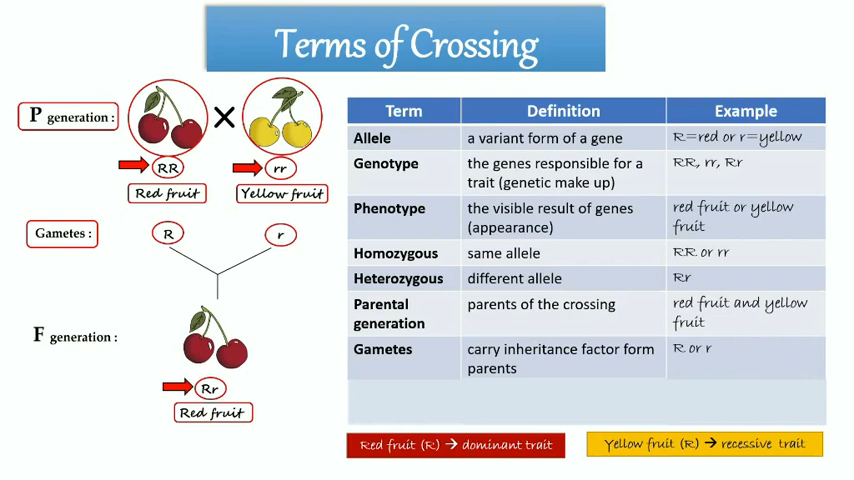 Terms of Crossing
P generation :
RR
rr
Red fruit
Yellow fruit
Gametes :
R
r
F generation :
Rr
Red fruit
Term Definition Example
Allele a variant form of a gene R=red or r=yellow
Genotype the genes responsible for a RR, rr, Rr
trait (genetic make up)
Phenotype the visible result of genes red fruit or yellow
(appearance) fruit
Homozygous same allele RR or rr
Heterozygous different allele Rr
Parental parents of the crossing red fruit and yellow
generation fruit
Gametes carry inheritance factor form R or r
parents
Red fruit (R) → dominant trait
Yellow fruit (R) → recessive trait